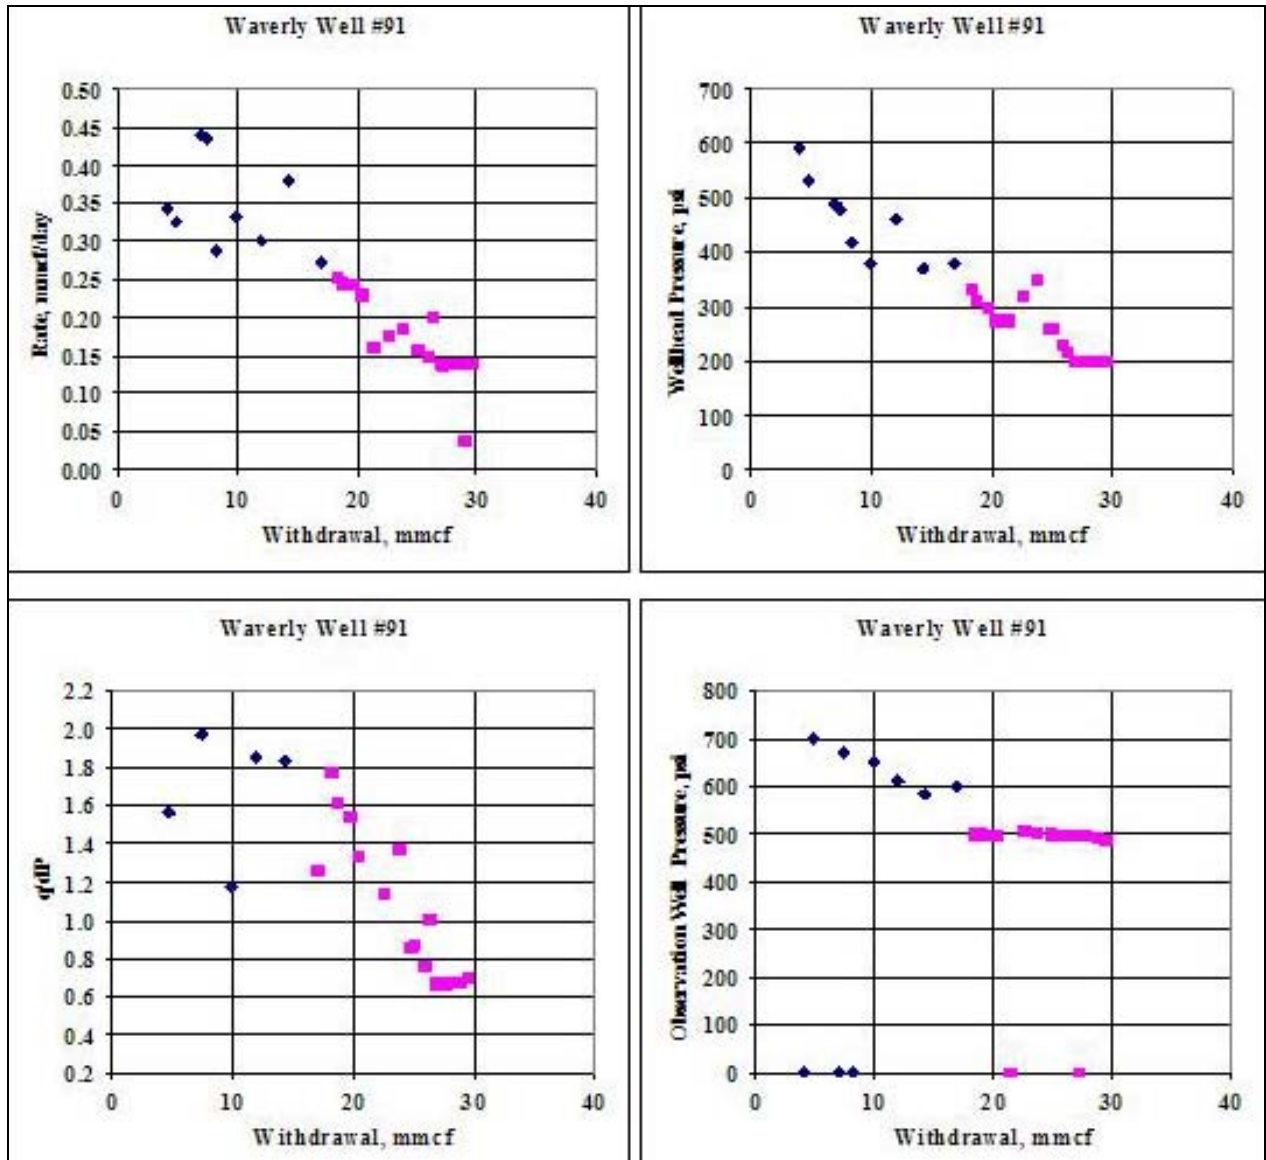 Waverly Well #91
0.50
0.45
0.40
0.35
0.30
0.25
0.20
0.15
0.10
0.05
0.00
Rate, mmcf/day
0 10 20 30 40
Withdrawal, mmcf
Waverly Well #91
700
600
500
400
300
200
100
0
Wellhead Pressure, psi
0 10 20 30 40
Withdrawal, mmcf
Waverly Well #91
2.2
2.0
1.8
1.6
1.4
1.2
1.0
0.8
0.6
0.4
0.2
q/dP
0 10 20 30 40
Withdrawal, mmcf
Waverly Well #91
800
700
600
500
400
300
200
100
0
Observation Well Pressure, psi
0 10 20 30 40
Withdrawal, mmcf